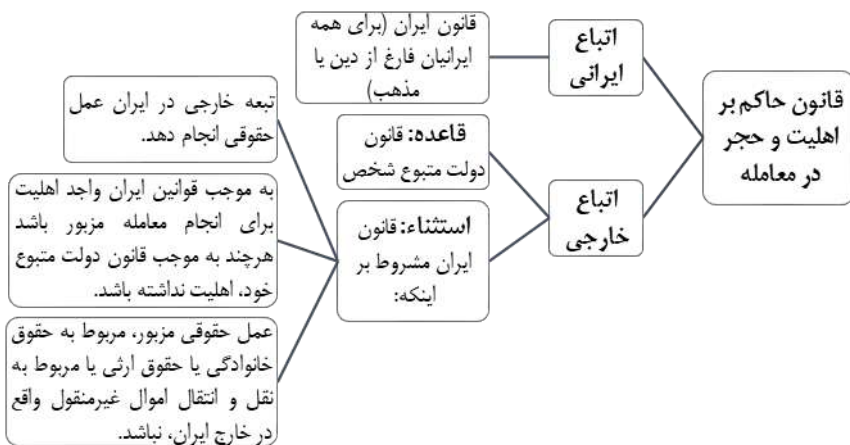 قانون حاکم بر
اهلیت و حجر
در معامله
اتباع
ایرانی
قانون ایران (برای همه
ایرانیان فارغ از دین یا
مذهب)
اتباع
خارجی
قاعده: قانون
دولت متبوع شخص
استثناء: قانون
ایران مشروط بر
اینکه:
تبعه خارجی در ایران عمل
حقوقی انجام دهد.
به موجب قوانین ایران واجد اهلیت
برای انجام معامله مزبور باشد
هرچند به موجب قانون دولت متبوع
خود، اهلیت نداشته باشد.
عمل حقوقی مزبور، مربوط به حقوق
خانوادگی یا حقوق ارثی یا مربوط به
نقل و انتقال اموال غیرمنقول واقع
در خارج ایران، نباشد.